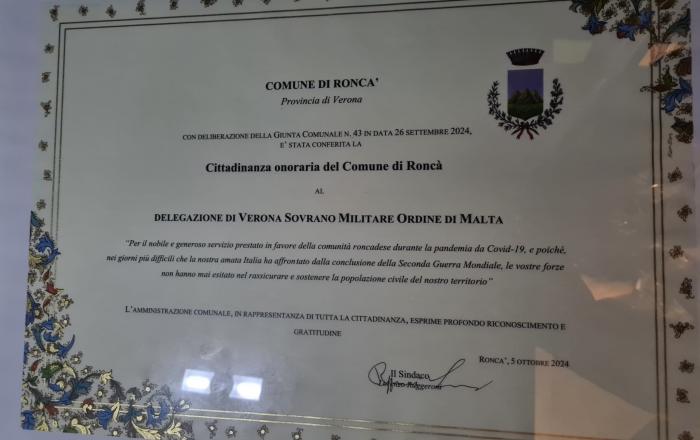 COMUNE DI RONCA'
Provincia di Verona
CON DELIBERAZIONE DELLA GIUNTA COMUNALE N. 43 IN DATA 26 SETTEMBRE 2024,
E' STATA CONFERITA LA
Cittadinanza onoraria del Comune di Roncà
AL
DELEGAZIONE DI VERONA SOVRANO MILITARE ORDINE DI MALTA
"Per il nobile e generoso servizio prestato in favore della comunità roncadese durante la pandemia da Covid-19, e poiché,
nei giorni più difficili che la nostra amata Italia ha affrontato dalla conclusione della Seconda Guerra Mondiale, le vostre forze
non hanno mai esitato nel rassicurare e sostenere la popolazione civile del nostro territorio"
L'AMMINISTRAZIONE COMUNALE, IN RAPPRESENTANZA DI TUTTA LA CITTADINANZA, ESPRIME PROFONDO RICONOSCIMENTO E
GRATITUDINE
RONCA', 5 OTTOBRE 2024
Il Sindaco
Ruggeroni